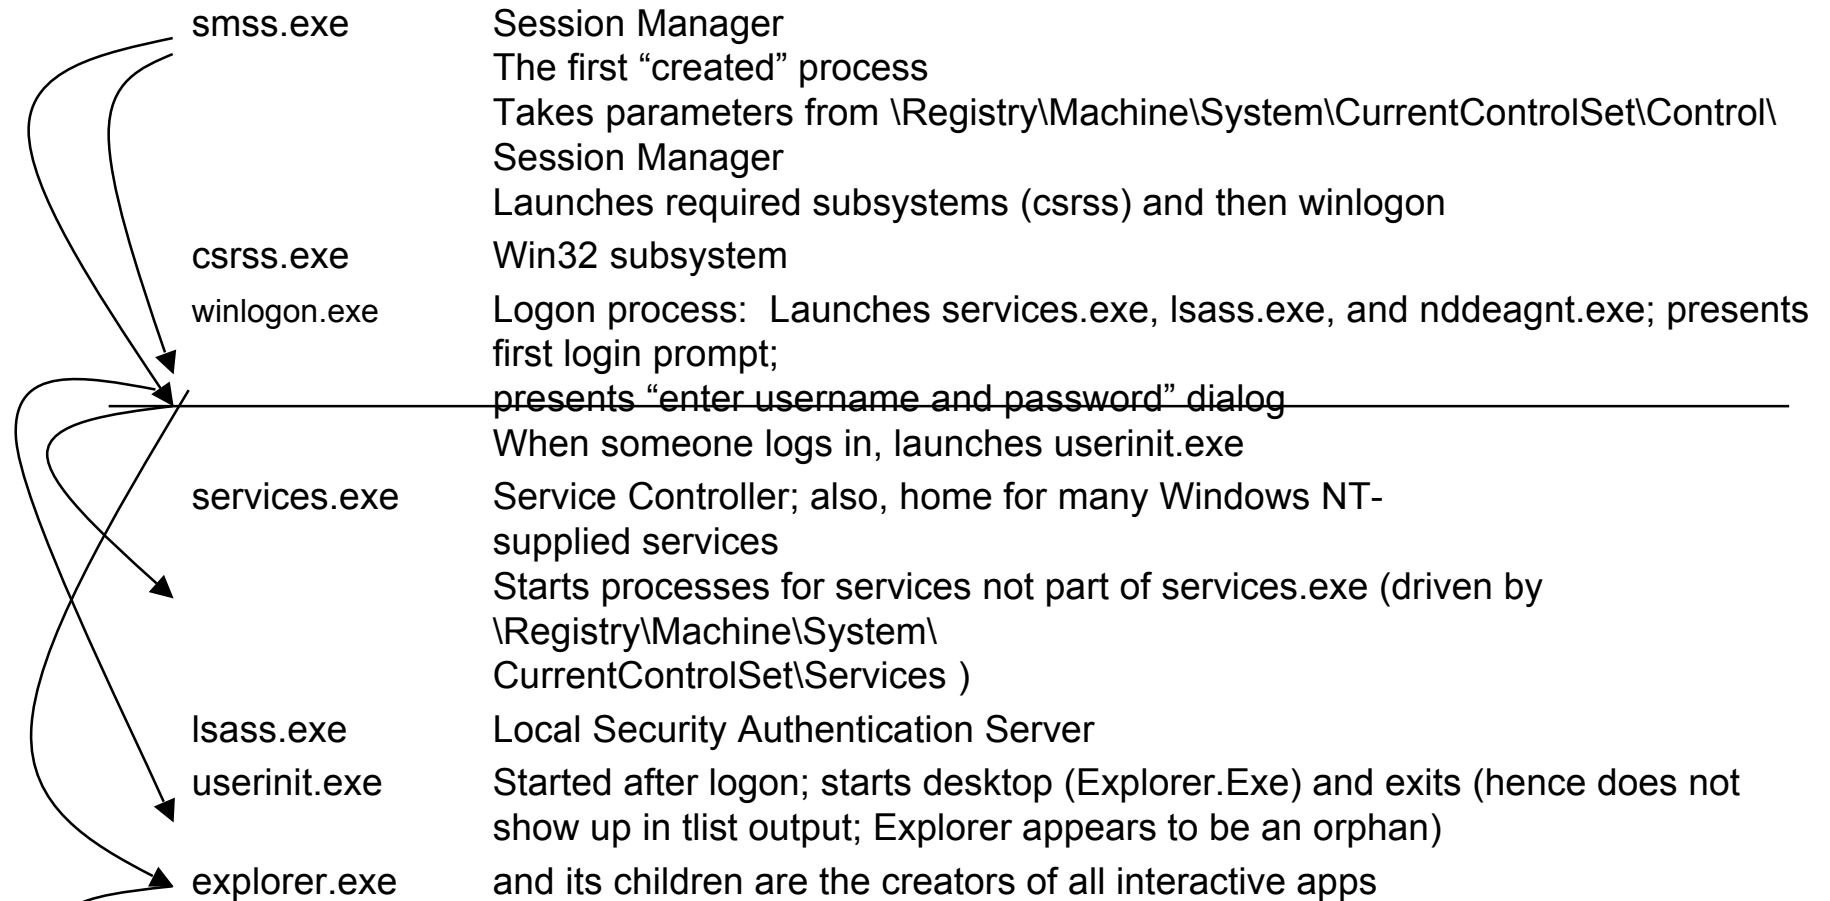 smss.exe Session Manager
The first “created” process
Takes parameters from \Registry\Machine\System\CurrentControlSet\Control\
Session Manager
Launches required subsystems (csrss) and then winlogon
csrss.exe Win32 subsystem
winlogon.exe Logon process:  Launches services.exe, lsass.exe, and nddeagnt.exe; presents
first login prompt;
presents “enter username and password” dialog
When someone logs in, launches userinit.exe
services.exe Service Controller; also, home for many Windows NT-
supplied services
Starts processes for services not part of services.exe (driven by
\Registry\Machine\System\
CurrentControlSet\Services )
lsass.exe Local Security Authentication Server
userinit.exe Started after logon; starts desktop (Explorer.Exe) and exits (hence does not
show up in tlist output; Explorer appears to be an orphan)
explorer.exe and its children are the creators of all interactive apps